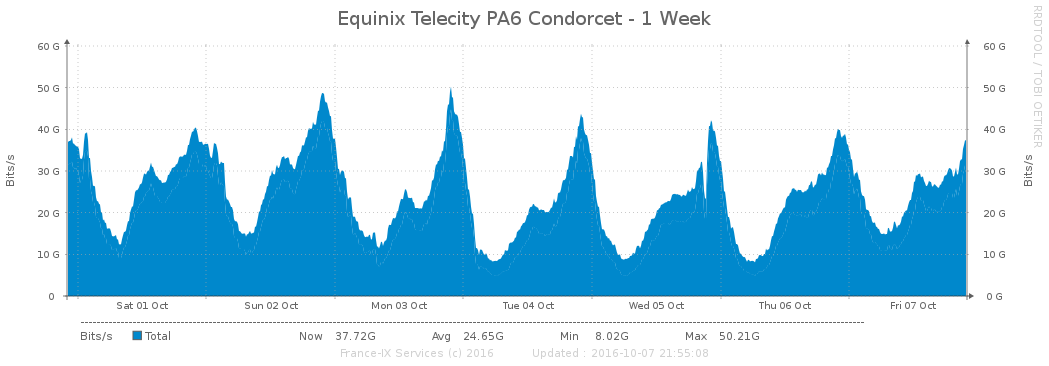 Equinix Telecity PA6 Condorcet - 1 Week
RRDTOOL / TOBI OETIKER
Bits/s
60 G 60 G
50 G 50 G
40 G 40 G
30 G 30 G
20 G 20 G
10 G 10 G
0 0 G
Bits/s
Sat 01 Oct Sun 02 Oct Mon 03 Oct Tue 04 Oct Wed 05 Oct Thu 06 Oct Fri 07 Oct
Bits/s Total Now 37.72G Avg 24.65G Min 8.02G Max 50.21G
France-IX Services (c) 2016 Updated : 2016-10-07 21:55:08